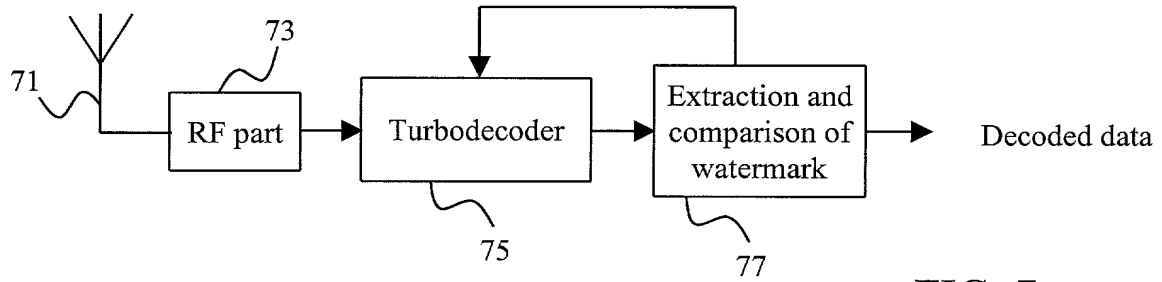 73
71
RF part
Turbodecoder
Extraction and
comparison of
watermark
Decoded data
75
77